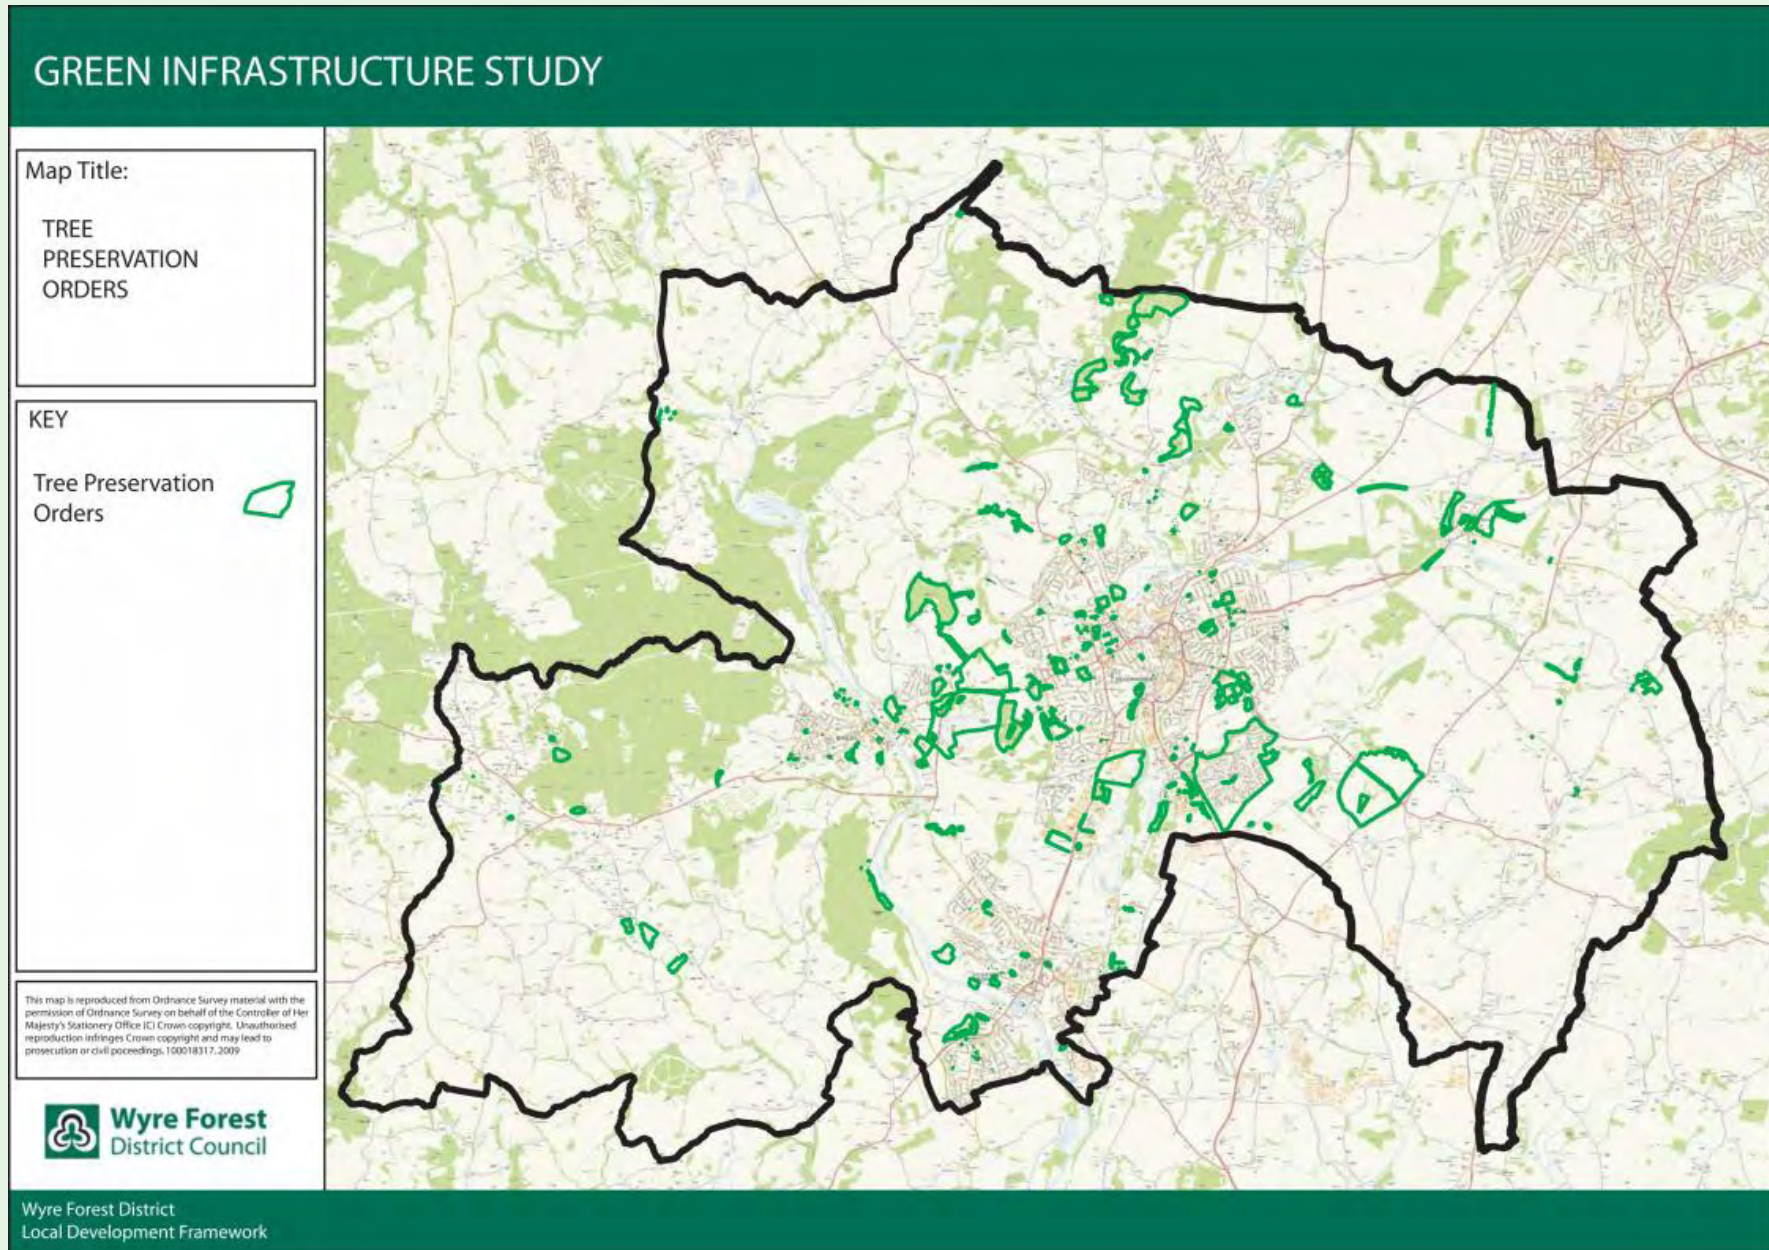 GREEN INFRASTRUCTURE STUDY
Map Title:
TREE
PRESERVATION
ORDERS
KEY
Tree Preservation
Orders
This map is reproduced from Ordnance Survey material with the
permission of Ordnance Survey on behalf of the Controller of Her
Majesty's Stationery Office (C) Crown copyright. Unauthorised
reproduction infringes Crown copyright and may lead to
prosecution or civil poceedings. 100018317. 2009
Wyre Forest
District Council
Wyre Forest District
Local Development Framework